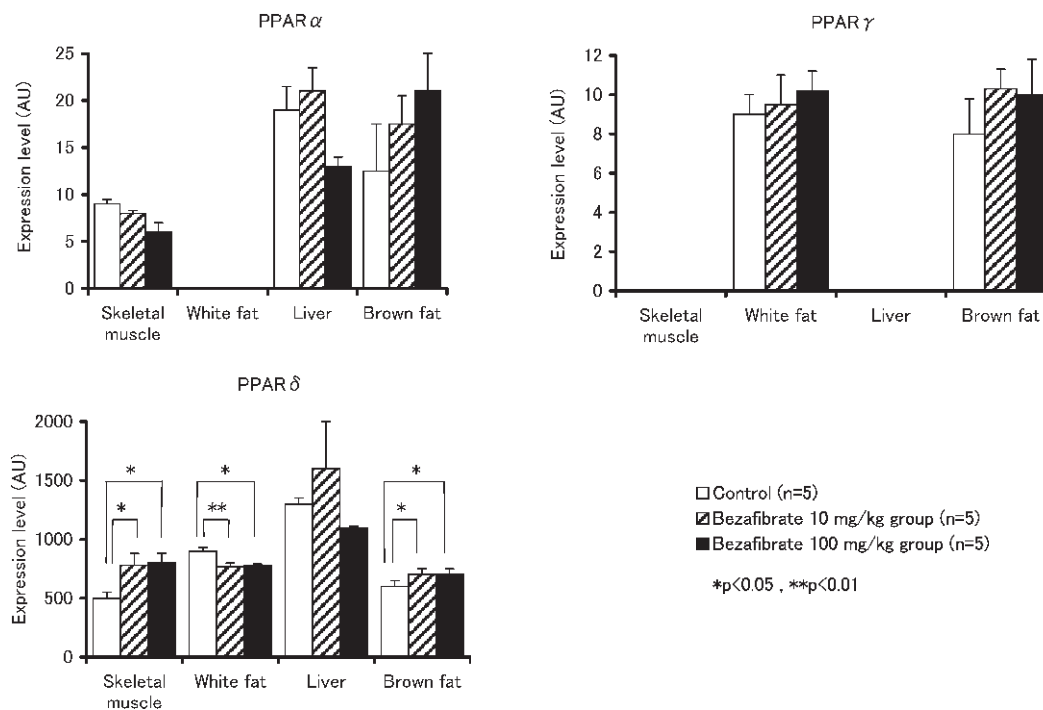 PPARα
Expression level (AU)
25
20
15
10
5
0
Skeletal muscle
White fat
Liver
Brown fat
PPARγ
Expression level (AU)
12
10
8
6
4
2
0
Skeletal muscle
White fat
Liver
Brown fat
PPARδ
Expression level (AU)
2000
1500
1000
500
0
*
*
*
**
*
*
Skeletal muscle
White fat
Liver
Brown fat
Control (n=5)
Bezafibrate 10 mg/kg group (n=5)
Bezafibrate 100 mg/kg group (n=5)
*p<0.05 , **p<0.01